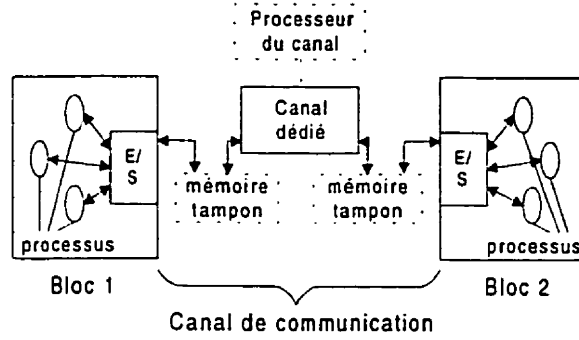 Processeur
du canal
Canal
dédié
E/
S
E/
S
mémoire
tampon
mémoire
tampon
processus
processus
Bloc 1
Bloc 2
Canal de communication